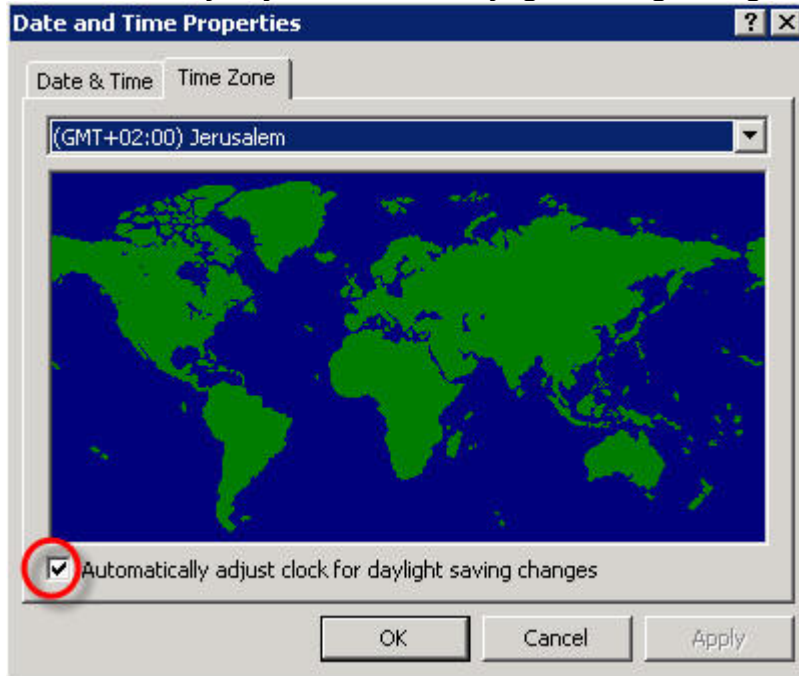 Date and Time Properties
Date & Time Time Zone
(GMT+02:00) Jerusalem
Automatically adjust clock for daylight saving changes
OK Cancel Apply